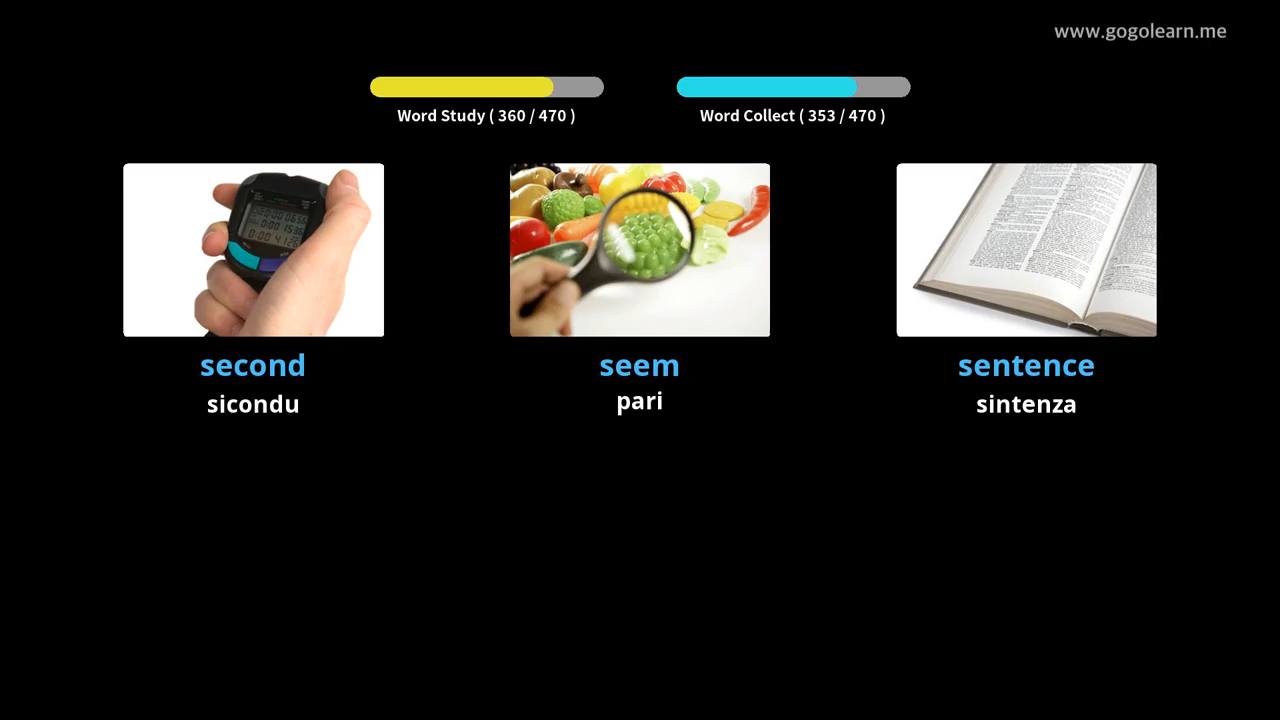 www.gogolearn.me
Word Study ( 360 / 470 )
Word Collect ( 353 / 470 )
second
sicondu
seem
pari
sentence
sintenza